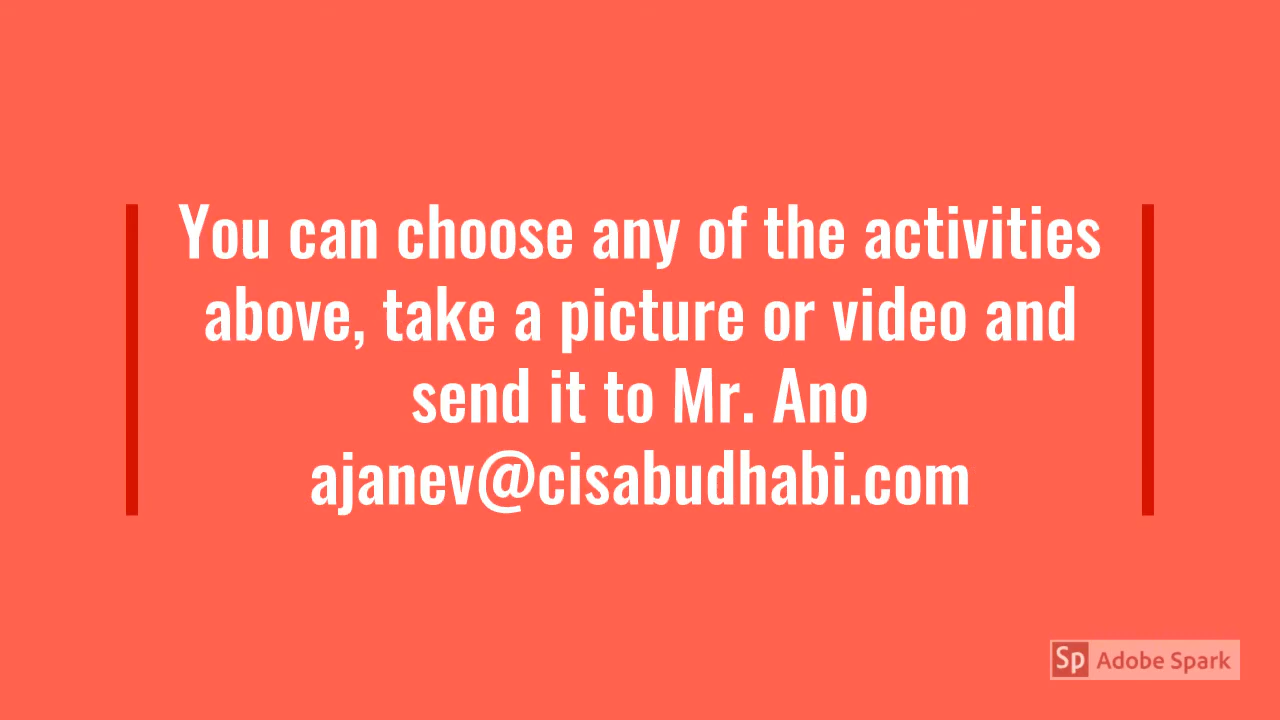 You can choose any of the activities
above, take a picture or video and
send it to Mr. Ano
ajanev@cisabudhabi.com
Sp Adobe Spark